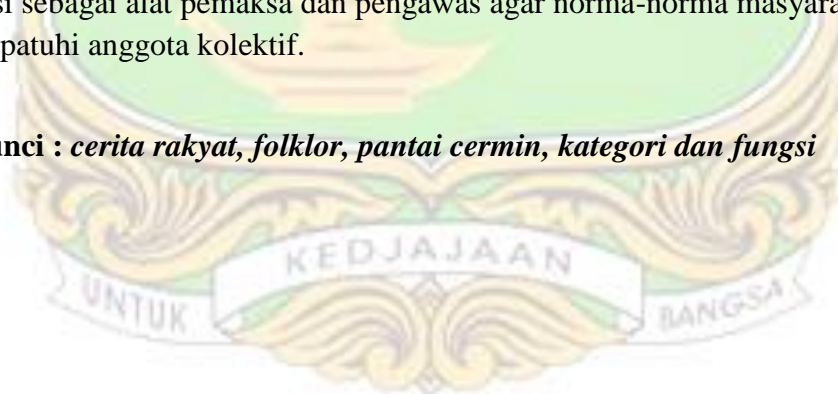 si sebagai alat pemaksa dan pengawas agar norma-norma masyara
patuhi anggota kolektif.
unci : cerita rakyat, folklor, pantai cermin, kategori dan fungsi
KEDJAJAAN
UNTUK BANGSA